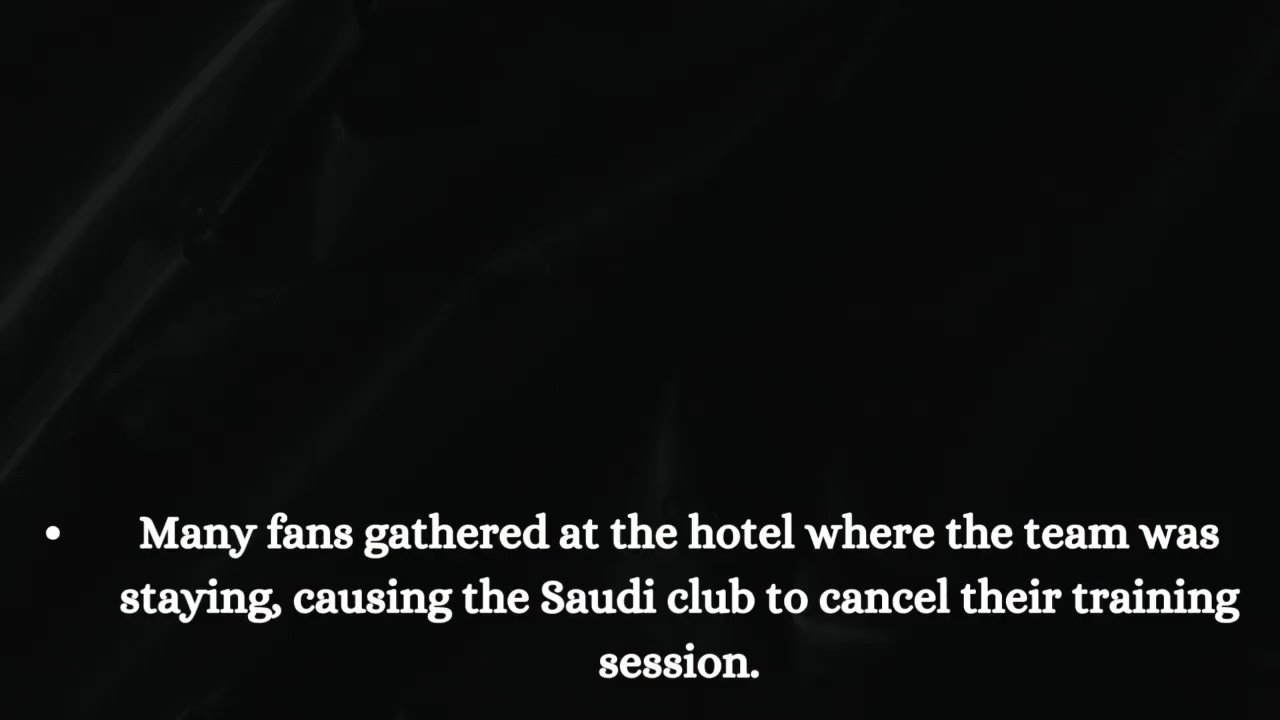 • Many fans gathered at the hotel where the team was
staying, causing the Saudi club to cancel their training
session.